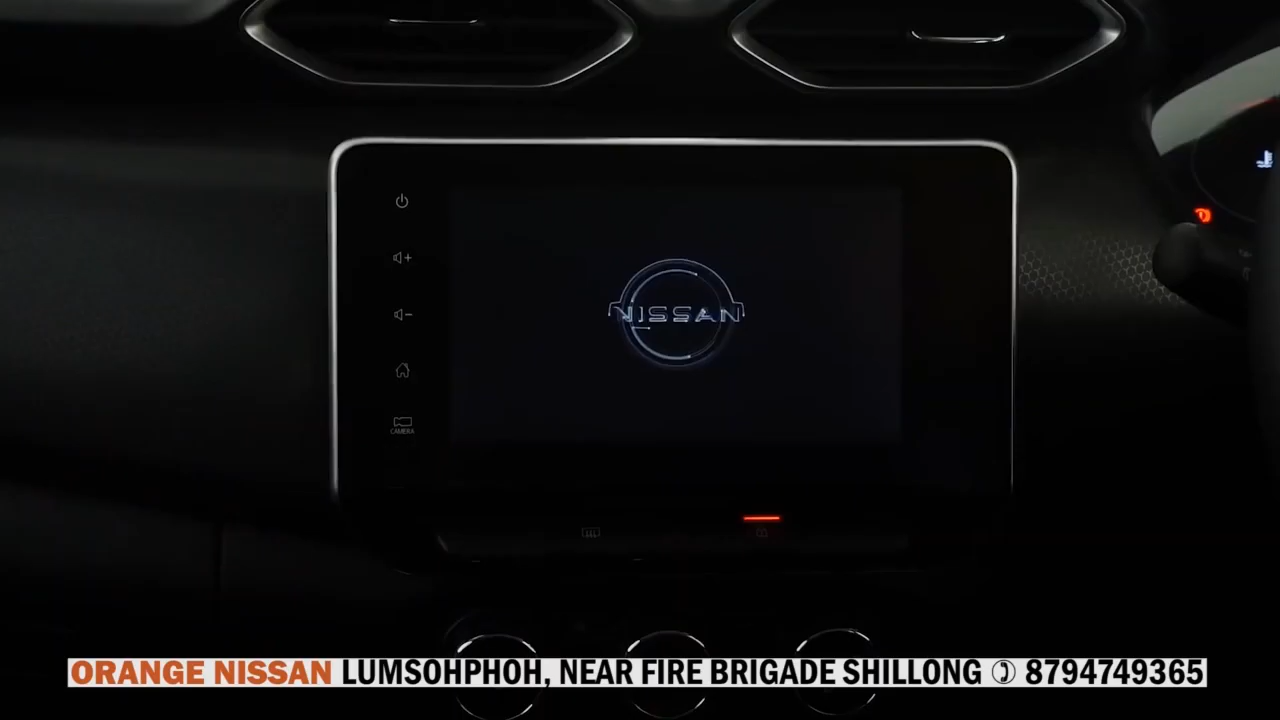 NISSAN
CAMERA
ORANGE NISSAN LUMSOHPHOH, NEAR FIRE BRIGADE SHILLONG ✆ 8794749365